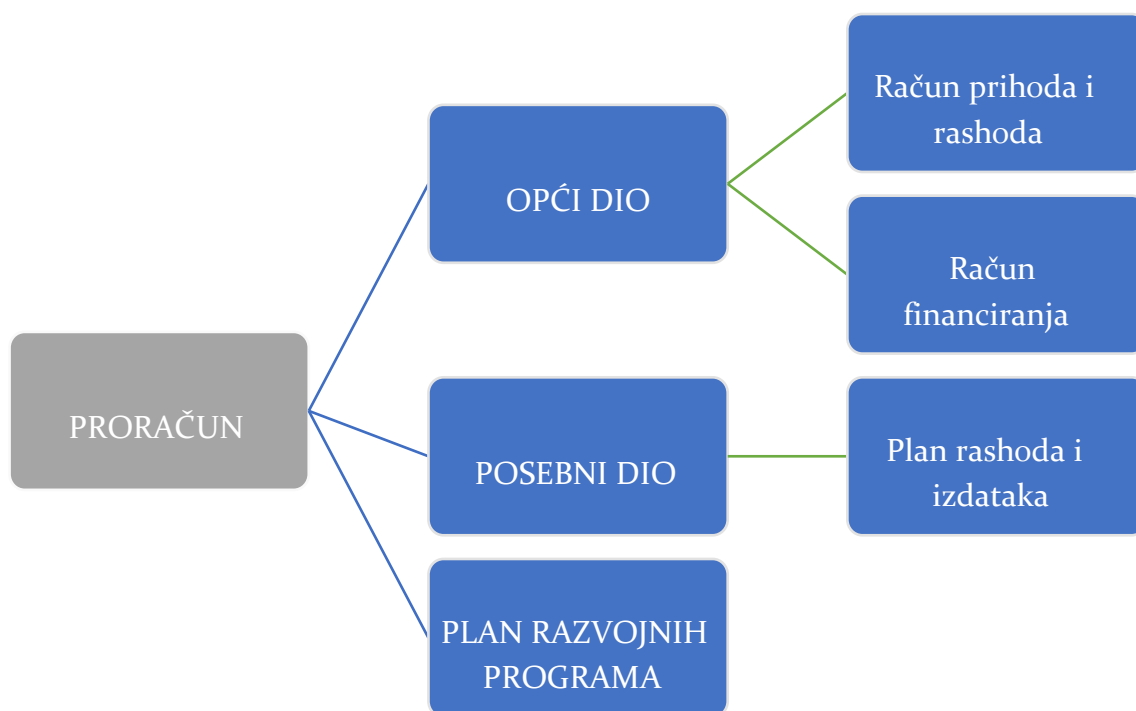 PRORAČUN
OPĆI DIO
Račun prihoda i
rashoda
Račun
financiranja
POSEBNI DIO
Plan rashoda i
izdataka
PLAN RAZVOJNIH
PROGRAMA